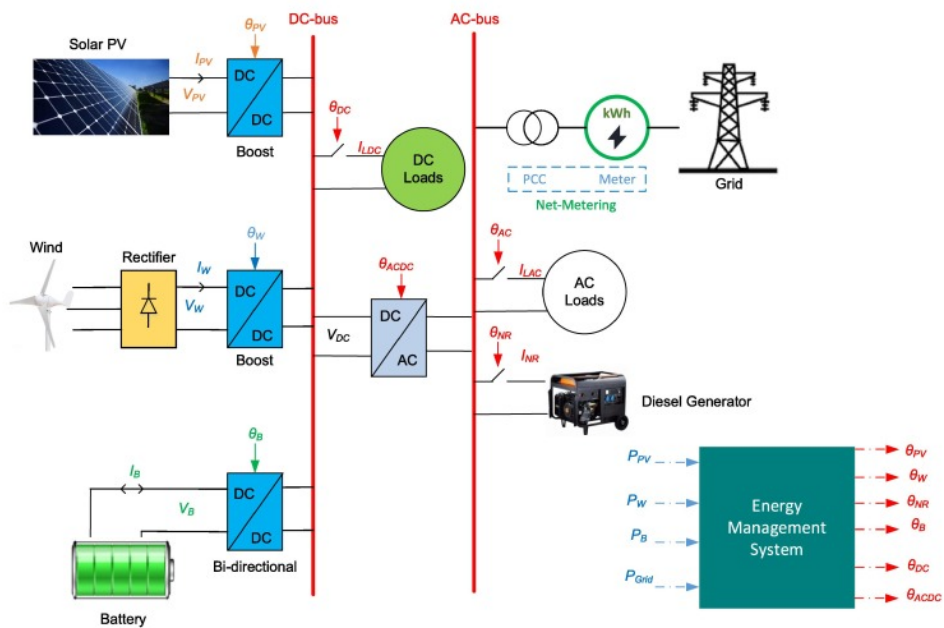 DC-bus
AC-bus
Solar PV
θPV
IPV
VPV
DC
DC
Boost
θDC
ILDC
DC
Loads
kWh
PCC
Meter
Net-Metering
Grid
Wind
Rectifier
IW
VW
θW
DC
DC
Boost
θACDC
VDC
DC
AC
θAC
ILAC
AC
Loads
θNR
INR
Diesel Generator
IB
VB
θB
DC
DC
Bi-directional
Battery
PPV
PW
PB
PGrid
Energy
Management
System
θPV
θW
θNR
θB
θDC
θACDC